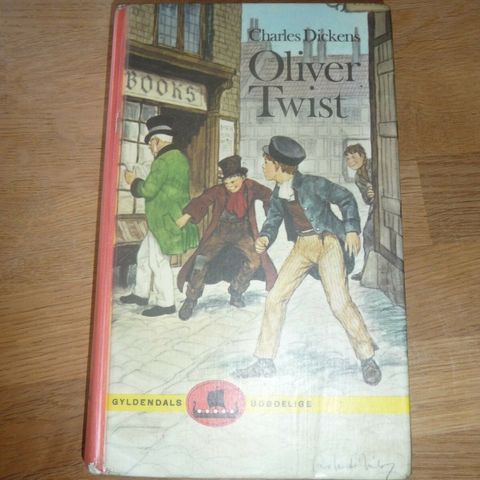 Charles Dickens
Oliver
Twist
BOOKS
GYLDENDALS UDØDELIGE